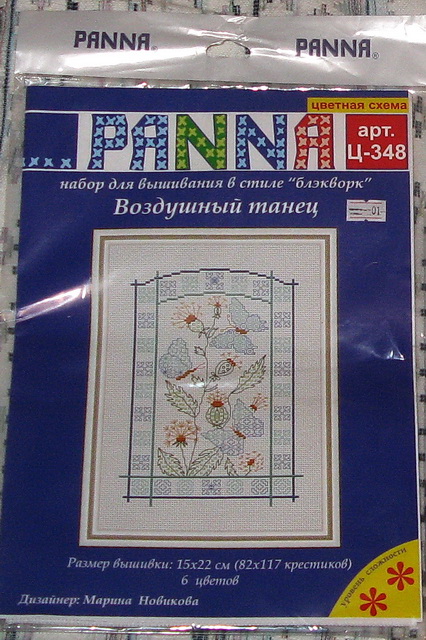 PANNA®
PANNA®
цветная схема
PANNA
арт.
Ц-348
набор для вышивания в стиле "блэкворк"
Воздушный танец
01
Размер вышивки: 15x22 см (82x117 крестиков)
6 цветов
Дизайнер: Марина Новикова
уровень сложности